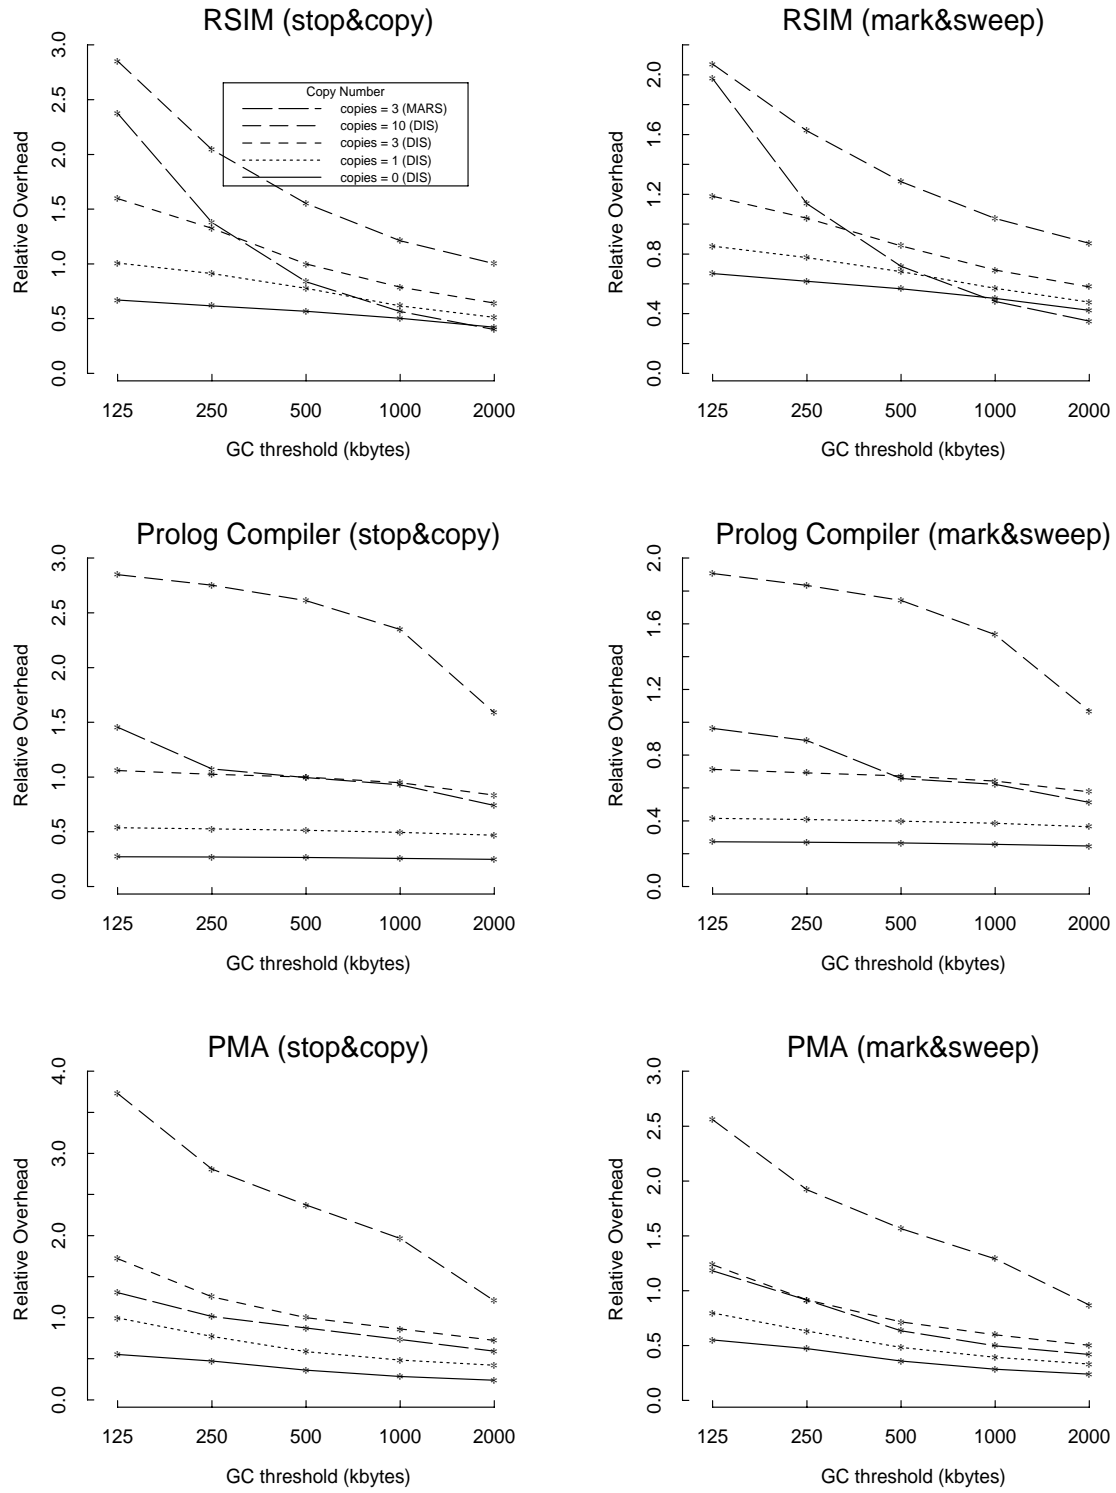 RSIM (stop&copy)
Relative Overhead
3.0
2.5
2.0
1.5
1.0
0.5
0.0
Copy Number
copies = 3 (MARS)
copies = 10 (DIS)
copies = 3 (DIS)
copies = 1 (DIS)
copies = 0 (DIS)
125 250 500 1000 2000
GC threshold (kbytes)
RSIM (mark&sweep)
Relative Overhead
2.0
1.6
1.2
0.8
0.4
0.0
125 250 500 1000 2000
GC threshold (kbytes)
Prolog Compiler (stop&copy)
Relative Overhead
3.0
2.5
2.0
1.5
1.0
0.5
0.0
125 250 500 1000 2000
GC threshold (kbytes)
Prolog Compiler (mark&sweep)
Relative Overhead
2.0
1.6
1.2
0.8
0.4
0.0
125 250 500 1000 2000
GC threshold (kbytes)
PMA (stop&copy)
Relative Overhead
4.0
3.0
2.0
1.0
0.0
125 250 500 1000 2000
GC threshold (kbytes)
PMA (mark&sweep)
Relative Overhead
3.0
2.5
2.0
1.5
1.0
0.5
0.0
125 250 500 1000 2000
GC threshold (kbytes)